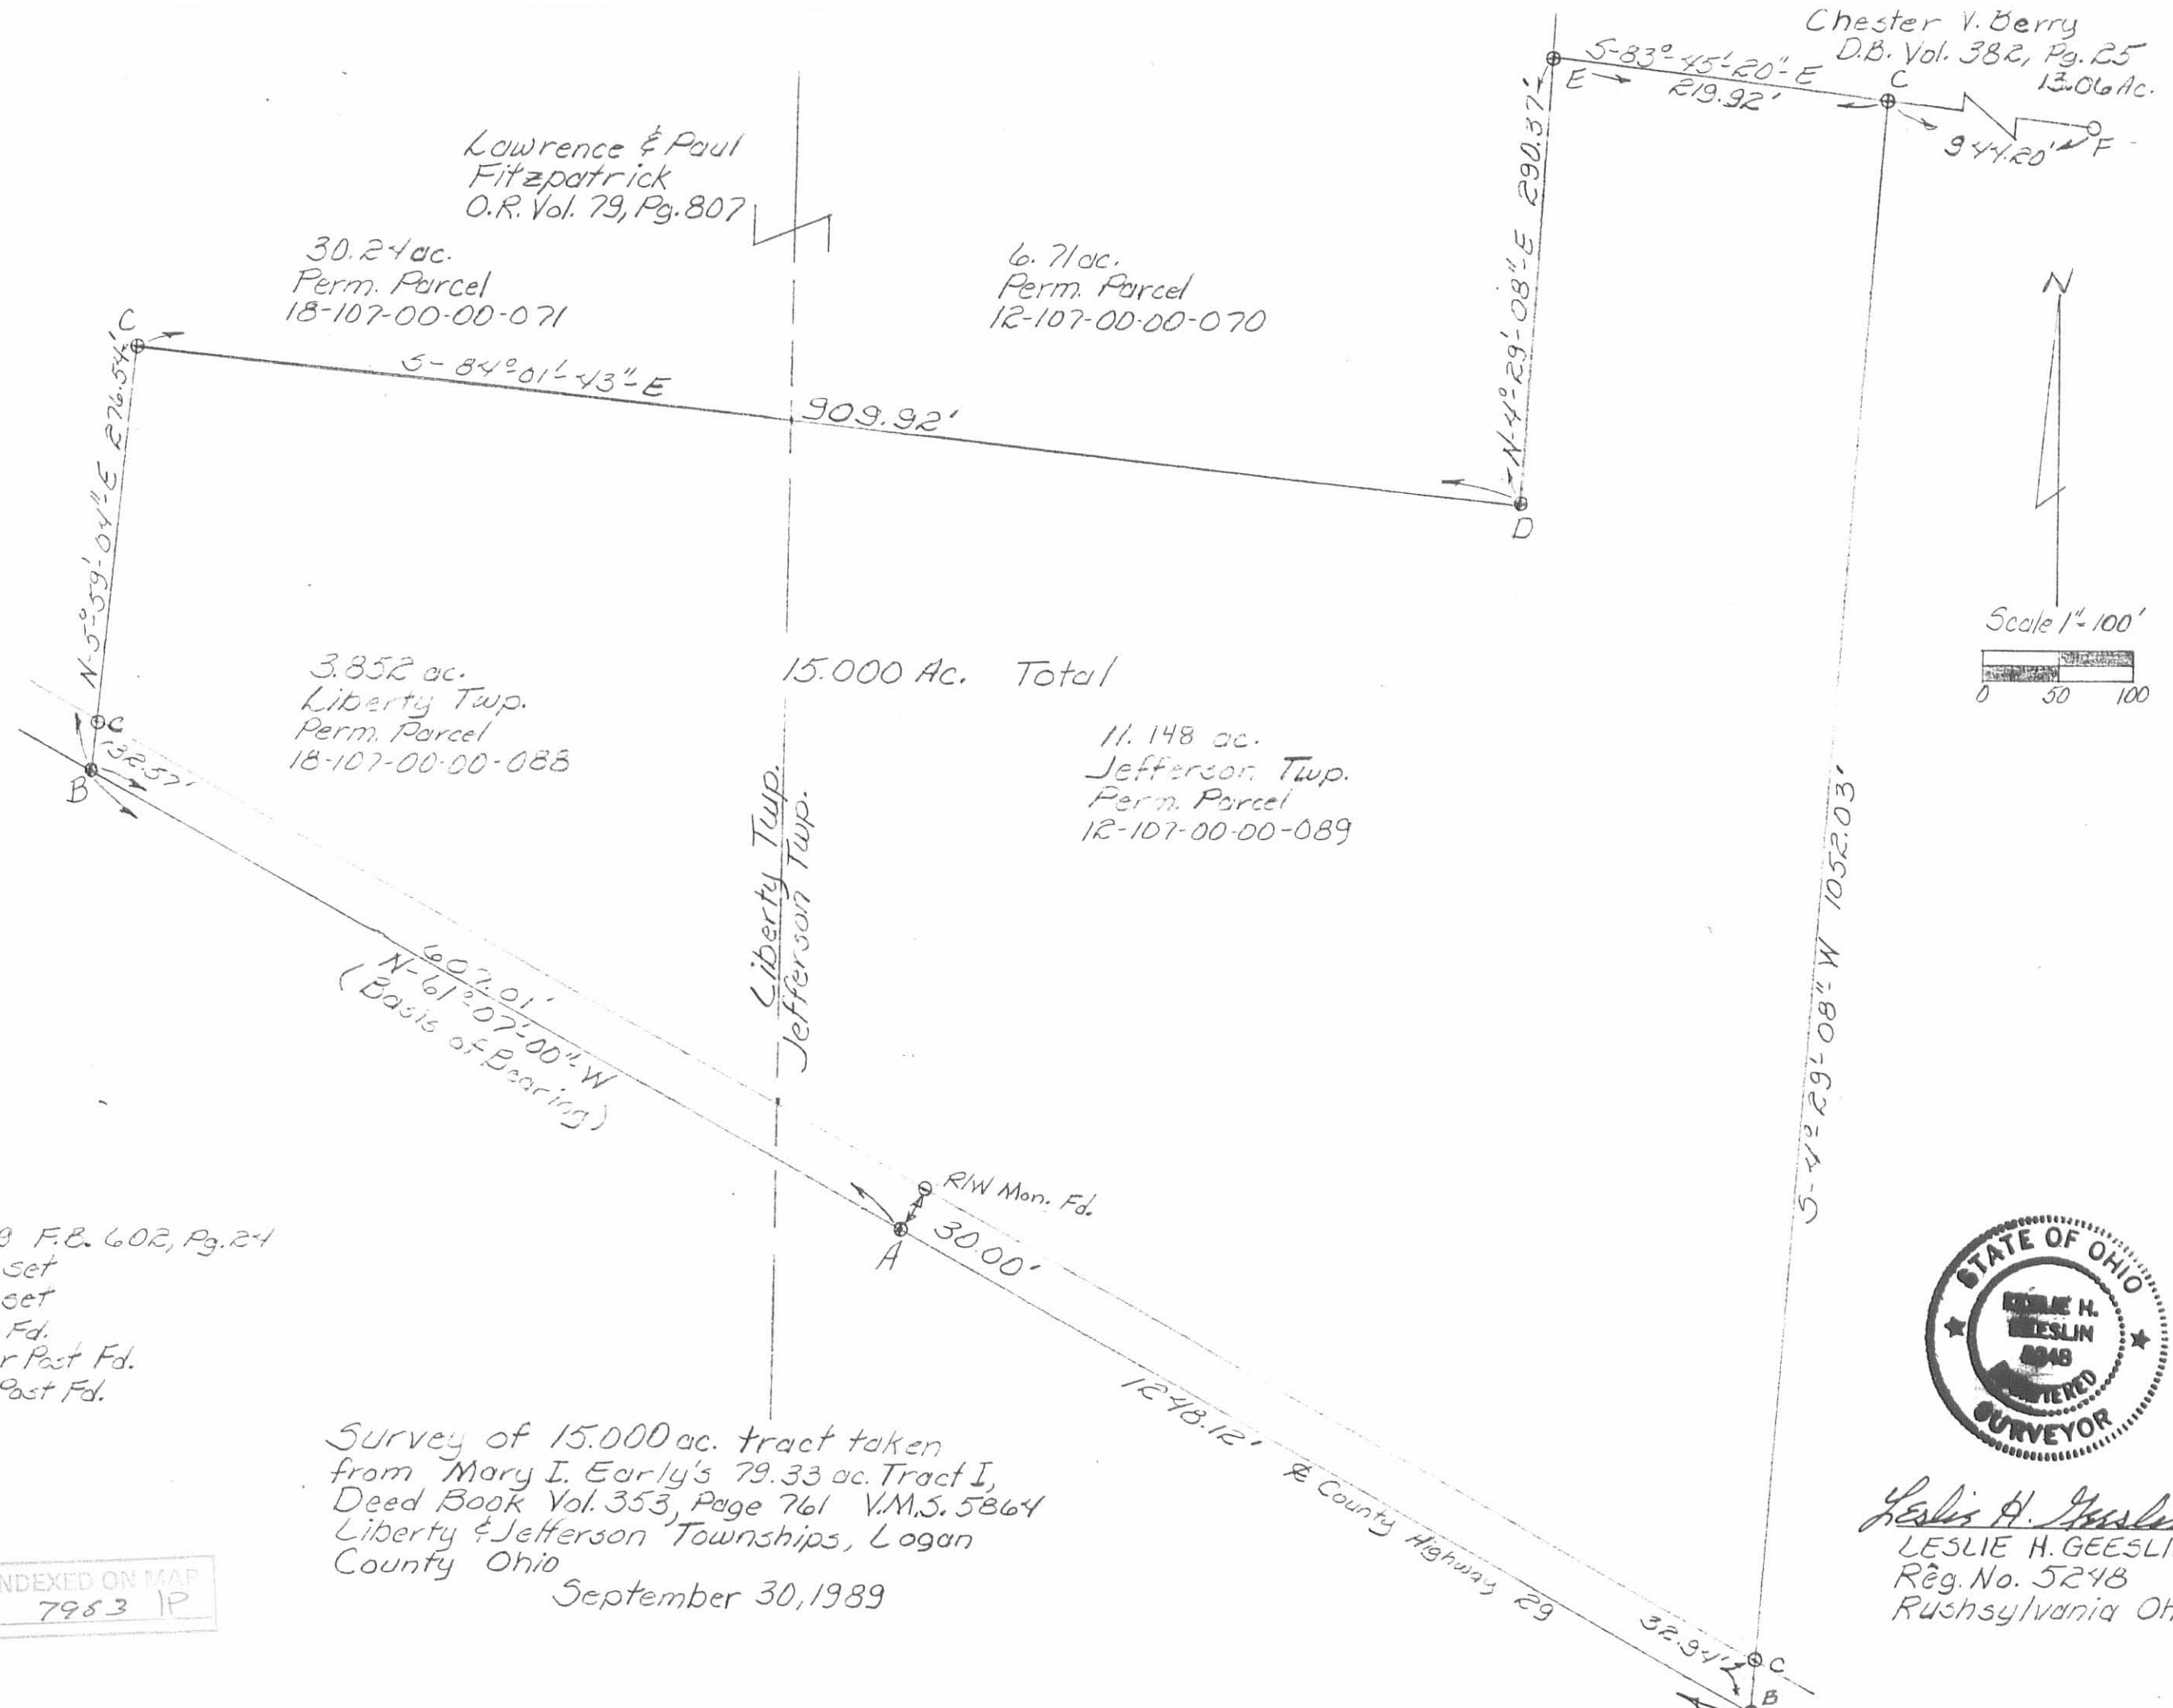 Chester V. Berry
D.B. Vol. 382, Pg. 25
13.06 Ac.
S-83°-45'-20"-E
219.92'
E
C
944.20'
F
Lawrence & Paul
Fitzpatrick
O.R. Vol. 79, Pg. 807
30.24 ac.
Perm. Parcel
18-107-00-00-071
6.71 ac.
Perm. Parcel
12-107-00-00-070
N-4°-29'-08"-E 290.37'
C
S-84°-01'-43"-E
909.92'
D
N
Scale 1"=100'
0 50 100
N-5°-59'-04"-E 276.54'
C
32.57'
B
3.852 ac.
Liberty Twp.
Perm. Parcel
18-107-00-00-088
15.000 Ac. Total
11.148 ac.
Jefferson Twp.
Perm. Parcel
12-107-00-00-089
Liberty Twp.
Jefferson Twp.
S-4°-29'-08"-W 1052.03'
607.01'
N-61°-07'-00"-W
(Basis of Bearing)
R/W Mon. Fd.
30.00'
A
F.B. 602, Pg. 24
set
set
Fd.
r Post Fd.
Post Fd.
1248.12'
℄ County Highway 29
32.94'
C
B
Survey of 15.000 ac. tract taken
from Mary I. Early's 79.33 ac. Tract I,
Deed Book Vol. 353, Page 761 V.M.S. 5864
Liberty & Jefferson Townships, Logan
County Ohio
September 30, 1989
NDEXED ON MAP
7983 1P
STATE OF OHIO
LESLIE H.
GEESLIN
5248
REGISTERED
SURVEYOR
Leslie H. Geesli
LESLIE H. GEESLI
Reg. No. 5248
Rushsylvania Oh